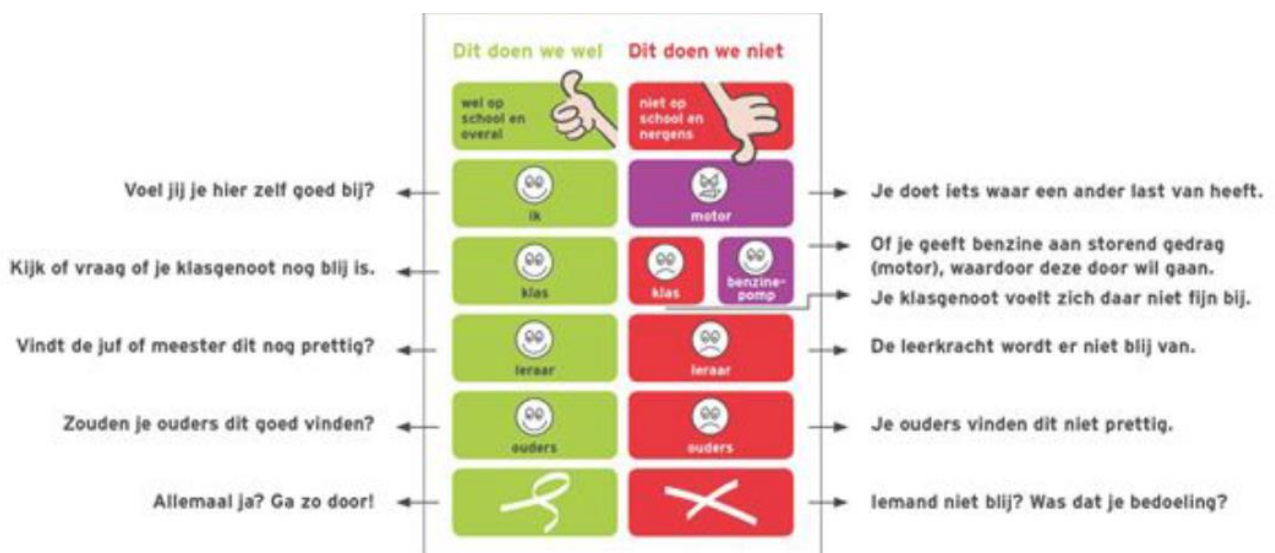 Dit doen we wel
Dit doen we niet
wel op
school en
overal
niet op
school en
nergens
Voel jij je hier zelf goed bij?
ik
motor
Je doet iets waar een ander last van heeft.
Kijk of vraag of je klasgenoot nog blij is.
klas
klas
benzine-
pomp
Of je geeft benzine aan storend gedrag
(motor), waardoor deze door wil gaan.
Je klasgenoot voelt zich daar niet fijn bij.
Vindt de juf of meester dit nog prettig?
leraar
leraar
De leerkracht wordt er niet blij van.
Zouden je ouders dit goed vinden?
ouders
ouders
Je ouders vinden dit niet prettig.
Allemaal ja? Ga zo door!
Iemand niet blij? Was dat je bedoeling?